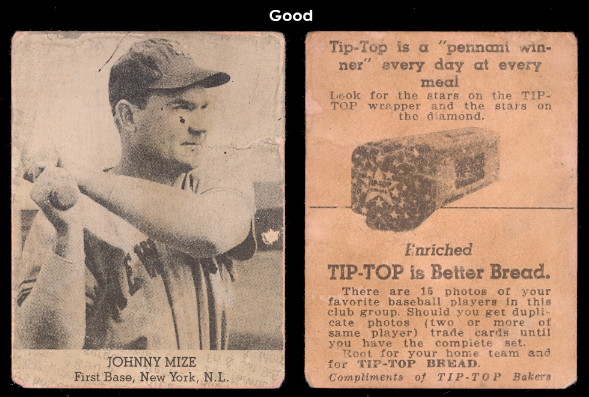 Good
JOHNNY MIZE
First Base, New York, N.L.
Tip-Top is a "pennant win-
ner" every day at every
meal
Look for the stars on the TIP-
TOP wrapper and the stars on
the diamond.
TIP-TOP
Enriched
TIP-TOP is Better Bread.
There are 15 photos of your
favorite baseball players in this
club group. Should you get dupli-
cate photos (two or more of
same player) trade cards until
you have the complete set.
Root for your home team and
for TIP-TOP BREAD.
Compliments of TIP-TOP Bakers